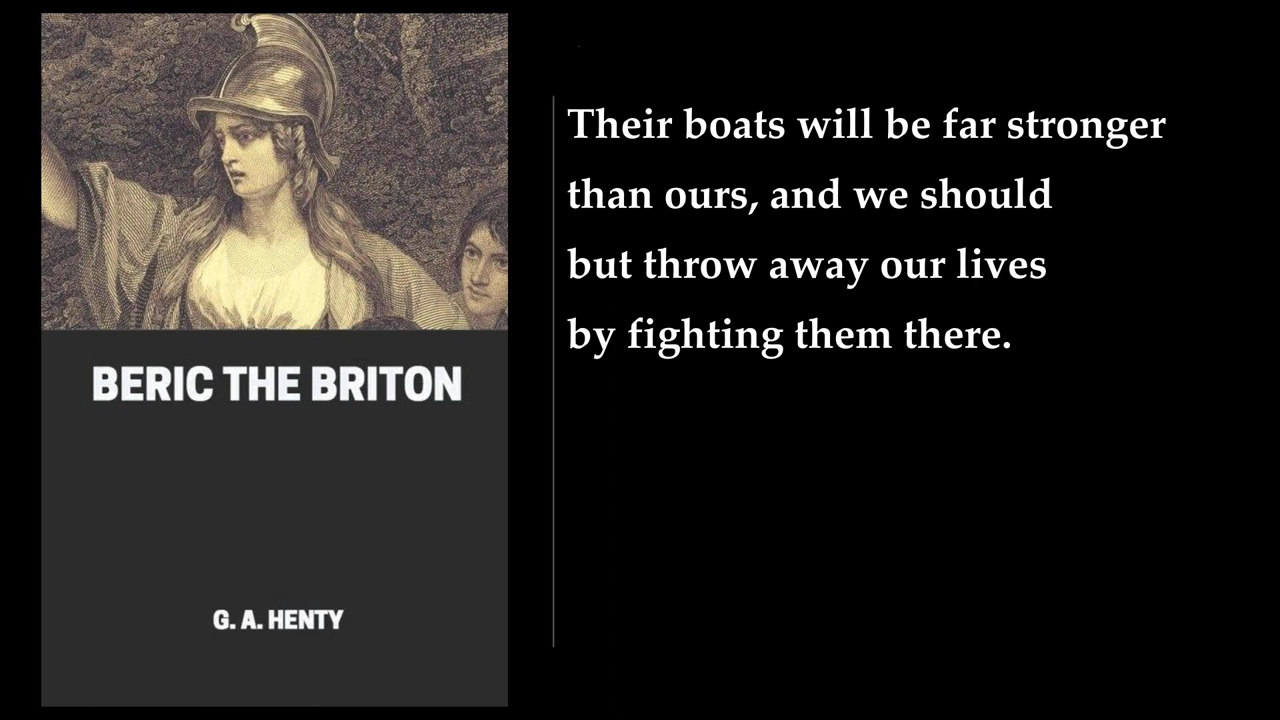 BERIC THE BRITON
G. A. HENTY
Their boats will be far stronger
than ours, and we should
but throw away our lives
by fighting them there.